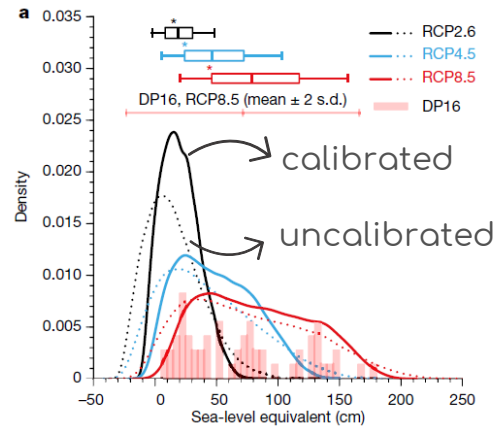 a
0.035
0.030
0.025
0.020
0.015
0.010
0.005
0
Density
*
*
*
RCP2.6
RCP4.5
RCP8.5
DP16
DP16, RCP8.5 (mean ± 2 s.d.)
calibrated
uncalibrated
–50
0
50
100
150
200
250
Sea-level equivalent (cm)